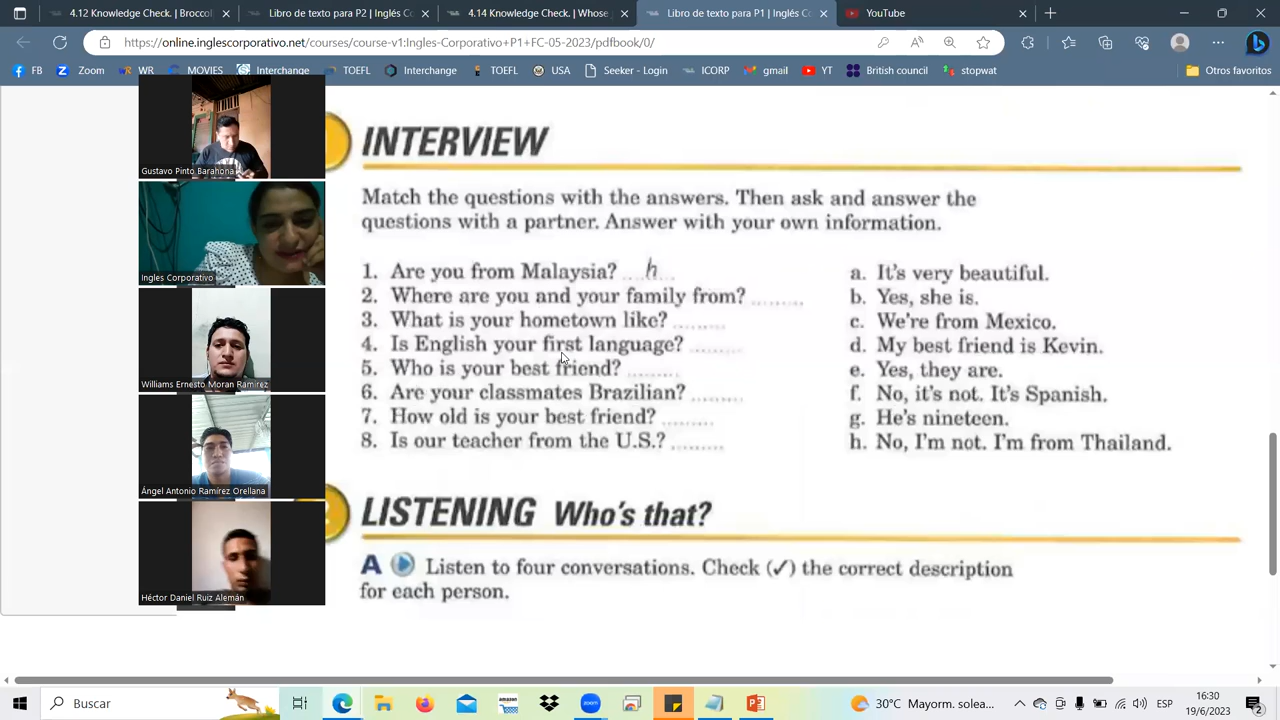 4.12 Knowledge Check. [ Broccoli
Libro de texto para P2 | Inglés Co
4.14 Knowledge Check. [ Whose
Libro de texto para P1 | Inglés Co
YouTube
https://online.inglescorporativo.net/courses/course-v1:Ingles-Corporativo+P1+FC-05-2023/pdfbook/0/
FB
Zoom
WR
MOVIES
Interchange
TOEFL
Interchange
TOEFL
USA
Seeker - Login
ICORP
gmail
YT
British council
stopwat
Otros favoritos
INTERVIEW
Match the questions with the answers. Then ask and answer the
questions with a partner. Answer with your own information.
1. Are you from Malaysia? h
2. Where are you and your family from?
3. What is your hometown like?
4. Is English your first language?
5. Who is your best friend?
6. Are your classmates Brazilian?
7. How old is your best friend?
8. Is our teacher from the U.S.?
a. It's very beautiful.
b. Yes, she is.
c. We're from Mexico.
d. My best friend is Kevin.
e. Yes, they are.
f. No, it's not. It's Spanish.
g. He's nineteen.
h. No, I'm not. I'm from Thailand.
LISTENING Who's that?
A Listen to four conversations. Check (✓) the correct description
for each person.
Gustavo Pinto Barahona
Ingles Corporativo
Williams Ernesto Moran Ramirez
Ángel Antonio Ramírez Orellana
Héctor Daniel Ruiz Alemán
Buscar
amazon
zoom
30°C Mayorm. solea...
ESP
16:30
19/6/2023
2